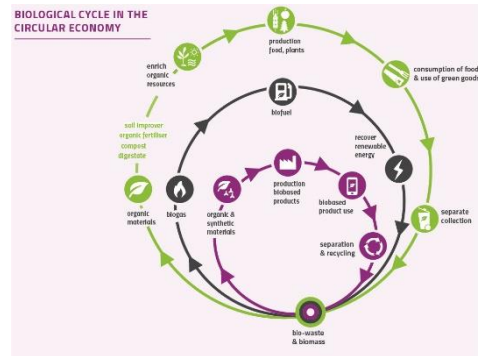 BIOLOGICAL CYCLE IN THE
CIRCULAR ECONOMY
production
food, plants
enrich
organic
resources
consumption of food
& use of green goods
biofuel
soil improver
organic fertiliser
compost
digestate
recover
renewable
energy
production
biobased
products
biobased
product use
organic
materials
biogas
organic &
synthetic
materials
separation
& recycling
separate
collection
bio-waste
& biomass